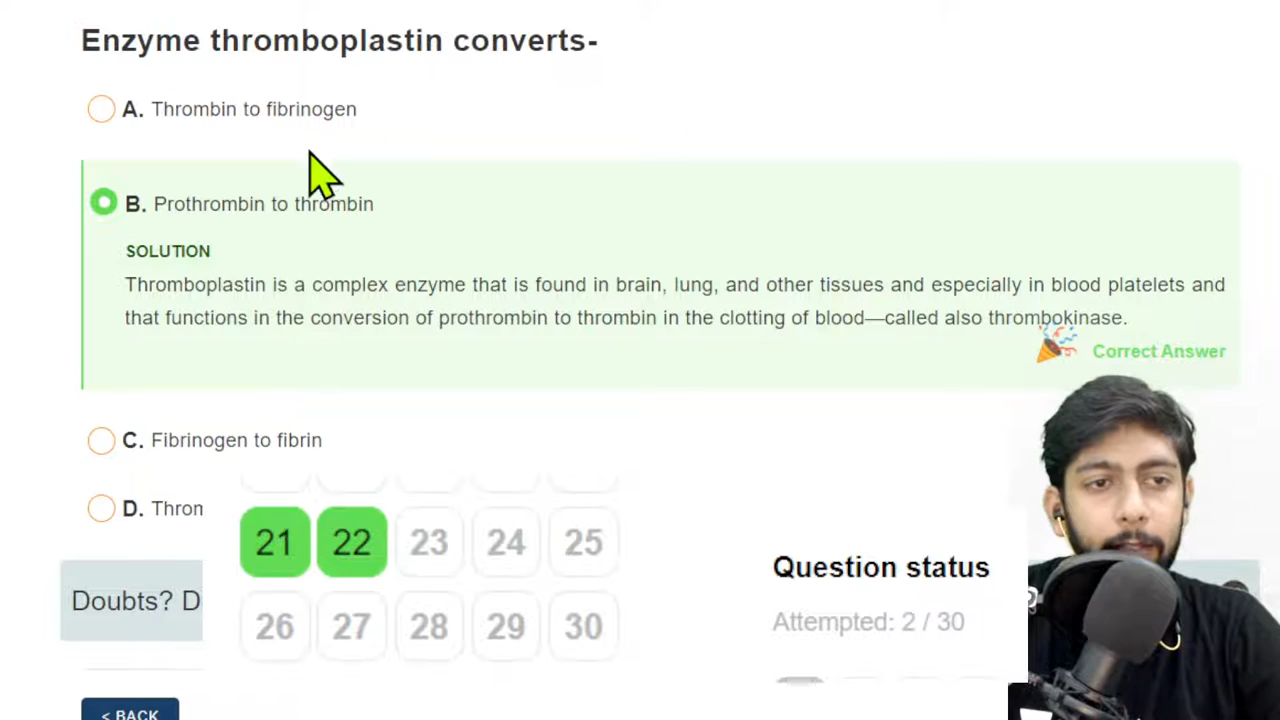 Enzyme thromboplastin converts-
A. Thrombin to fibrinogen
B. Prothrombin to thrombin
SOLUTION
Thromboplastin is a complex enzyme that is found in brain, lung, and other tissues and especially in blood platelets and
that functions in the conversion of prothrombin to thrombin in the clotting of blood—called also thrombokinase.
Correct Answer
C. Fibrinogen to fibrin
D. Thron
21 22 23 24 25
Question status
Doubts? D
26 27 28 29 30
Attempted: 2 / 30
< BACK